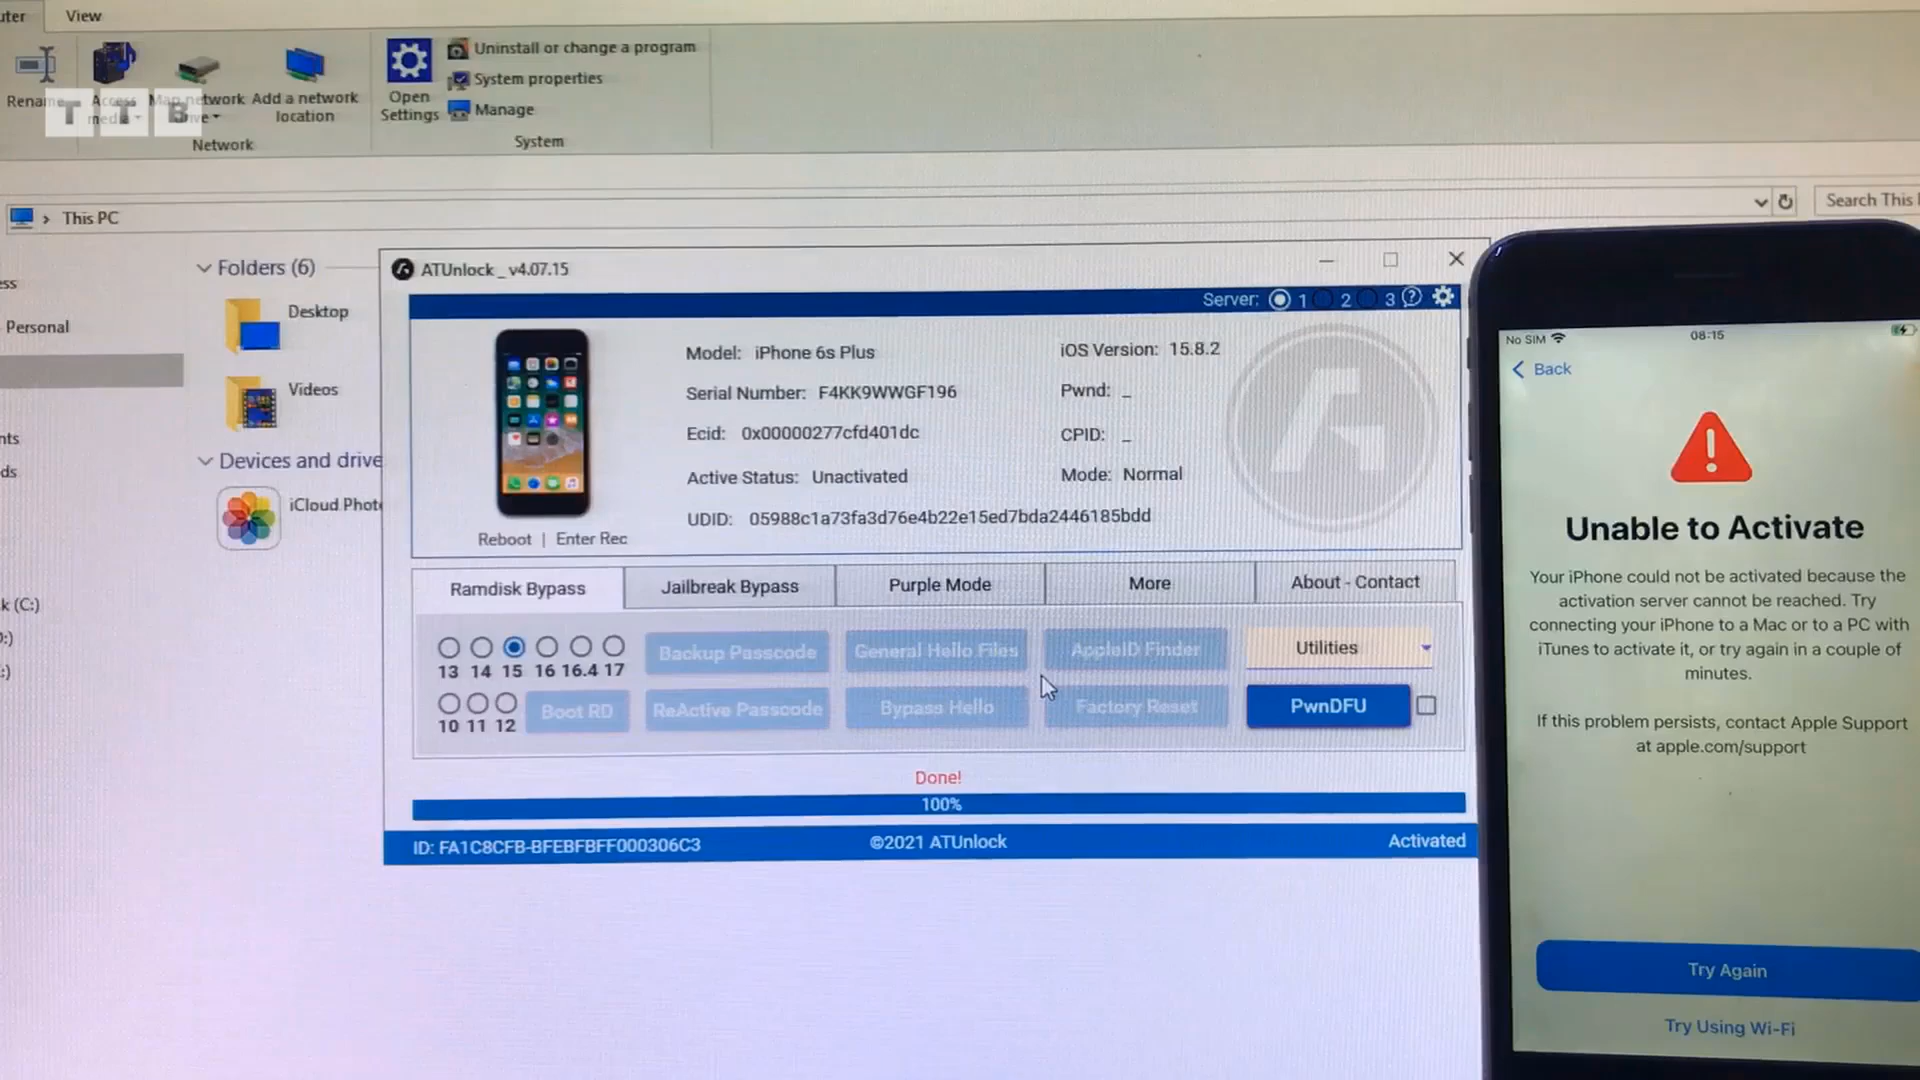 View
Uninstall or change a program
System properties
Manage
Add a network
location
Open
Settings
T T B
Network
System
This PC
Search This
Folders (6)
Desktop
Personal
Videos
Devices and drive
iCloud Phot
k (C:)
ATUnlock _ v4.07.15
Server: 1 2 3
Model: iPhone 6s Plus
iOS Version: 15.8.2
Serial Number: F4KK9WWGF196
Pwnd: _
Ecid: 0x00000277cfd401dc
CPID: _
Active Status: Unactivated
Mode: Normal
UDID: 05988c1a73fa3d76e4b22e15ed7bda2446185bdd
Reboot | Enter Rec
Ramdisk Bypass
Jailbreak Bypass
Purple Mode
More
About - Contact
13 14 15 16 16.4 17
Backup Passcode
General Hello Files
AppleID Finder
Utilities
10 11 12
Boot RD
ReActive Passcode
Bypass Hello
Factory Reset
PwnDFU
Done!
100%
ID: FA1C8CFB-BFEBFBFF000306C3
©2021 ATUnlock
Activated
No SIM
08:15
Back
Unable to Activate
Your iPhone could not be activated because the
activation server cannot be reached. Try
connecting your iPhone to a Mac or to a PC with
iTunes to activate it, or try again in a couple of
minutes.
If this problem persists, contact Apple Support
at apple.com/support
Try Again
Try Using Wi-Fi